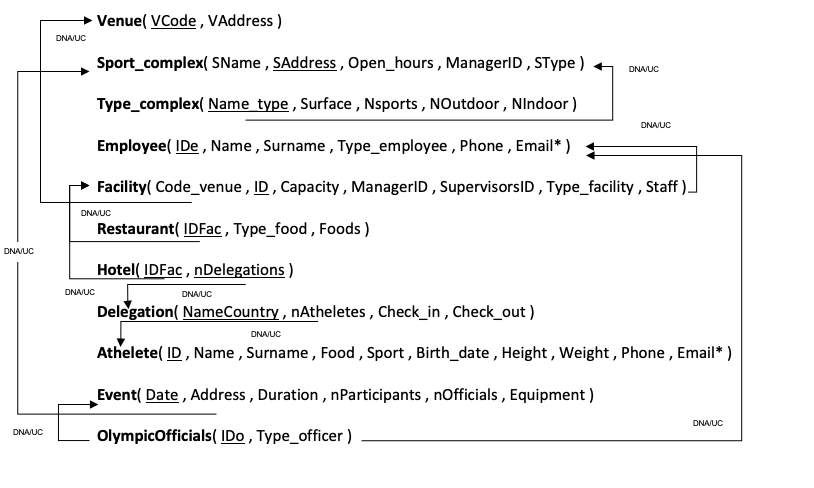 Venue( VCode , VAddress )
DNA/UC
Sport_complex( SName , SAddress , Open_hours , ManagerID , SType )
DNA/UC
Type_complex( Name_type , Surface , Nsports , NOutdoor , NIndoor )
DNA/UC
Employee( IDe , Name , Surname , Type_employee , Phone , Email* )
Facility( Code_venue , ID , Capacity , ManagerID , SupervisorsID , Type_facility , Staff )
DNA/UC
Restaurant( IDFac , Type_food , Foods )
DNA/UC
Hotel( IDFac , nDelegations )
DNA/UC
DNA/UC
Delegation( NameCountry , nAtheletes , Check_in , Check_out )
DNA/UC
Athelete( ID , Name , Surname , Food , Sport , Birth_date , Height , Weight , Phone , Email* )
Event( Date , Address , Duration , nParticipants , nOfficials , Equipment )
DNA/UC
DNA/UC
OlympicOfficials( IDo , Type_officer )